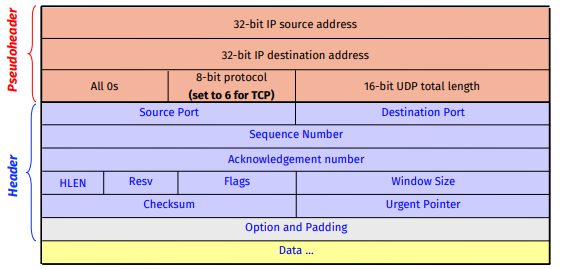 Pseudoheader
32-bit IP source address
32-bit IP destination address
All 0s
8-bit protocol
(set to 6 for TCP)
16-bit UDP total length
Header
Source Port
Destination Port
Sequence Number
Acknowledgement number
HLEN
Resv
Flags
Window Size
Checksum
Urgent Pointer
Option and Padding
Data ...